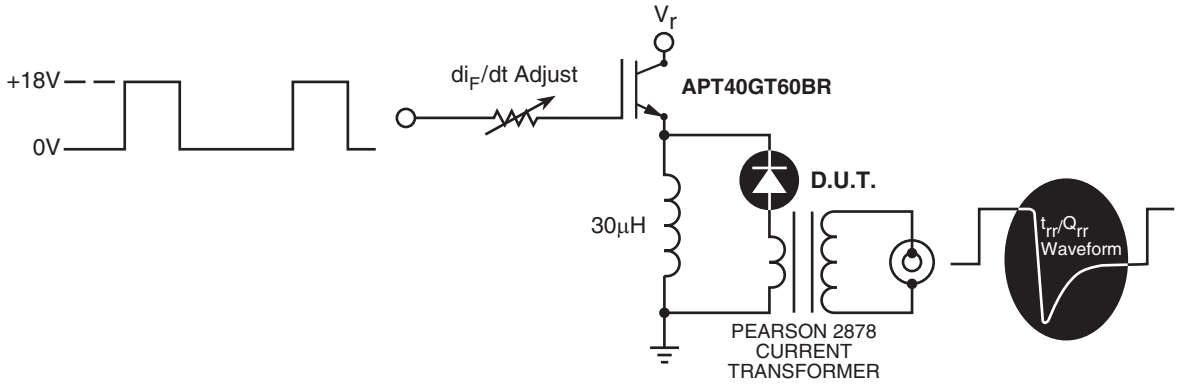 V_r
+18V
di_F/dt Adjust
APT40GT60BR
0V
D.U.T.
30μH
t_rr/Q_rr
Waveform
PEARSON 2878
CURRENT
TRANSFORMER